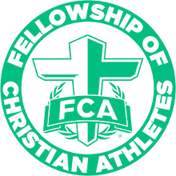 FELLOWSHIP OF
FCA
CHRISTIAN ATHLETES